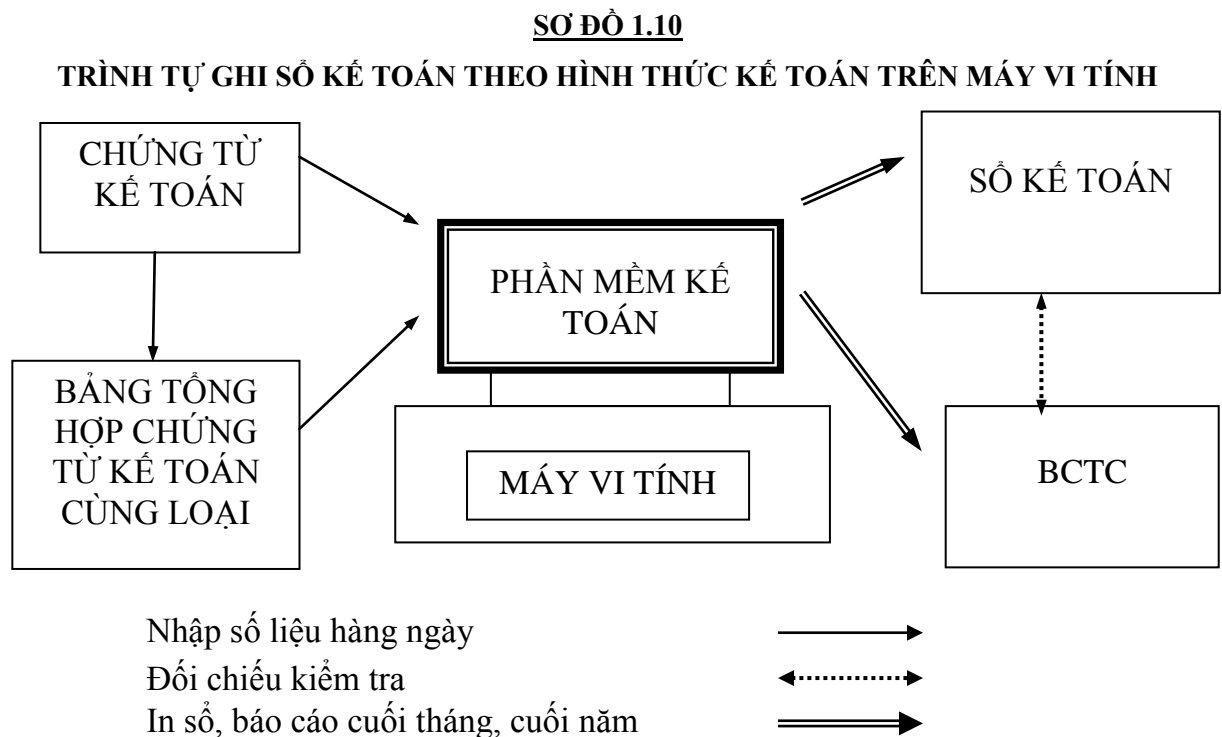 SƠ ĐỒ 1.10
TRÌNH TỰ GHI SỔ KẾ TOÁN THEO HÌNH THỨC KẾ TOÁN TRÊN MÁY VI TÍNH
CHỨNG TỪ
KẾ TOÁN
SỔ KẾ TOÁN
PHẦN MỀM KẾ
TOÁN
BẢNG TỔNG
HỢP CHỨNG
TỪ KẾ TOÁN
CÙNG LOẠI
MÁY VI TÍNH
BCTC
Nhập số liệu hàng ngày
Đối chiếu kiểm tra
In sổ, báo cáo cuối tháng, cuối năm